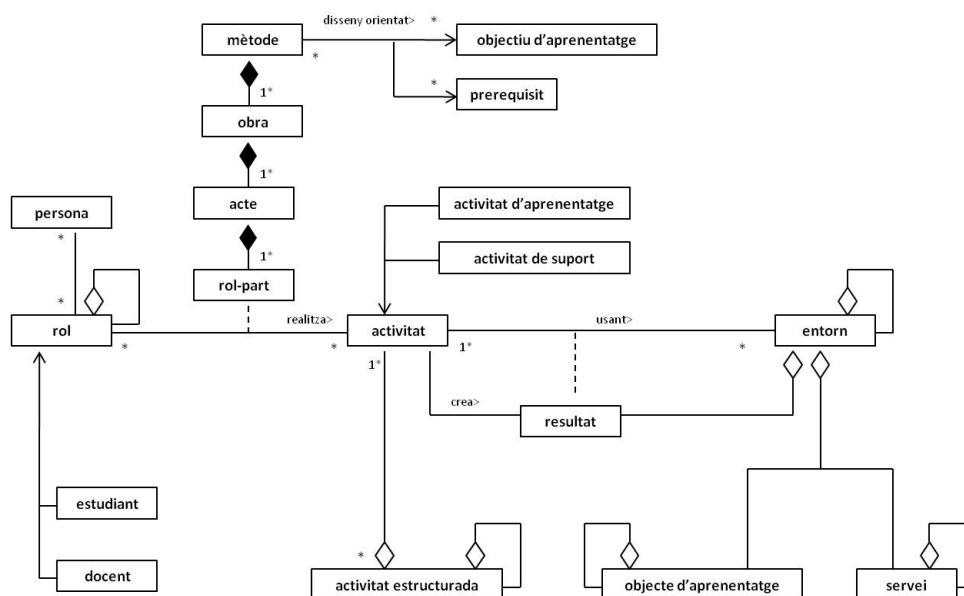 disseny orientat>
*
mètode
objectiu d'aprenentatge
*
*
prerequisit
1*
obra
1*
activitat d'aprenentatge
persona
acte
*
activitat de suport
1*
rol-part
*
realitza>
usant>
rol
activitat
entorn
*
*
1*
*
1*
crea>
resultat
estudiant
*
docent
activitat estructurada
objecte d'aprenentatge
servei